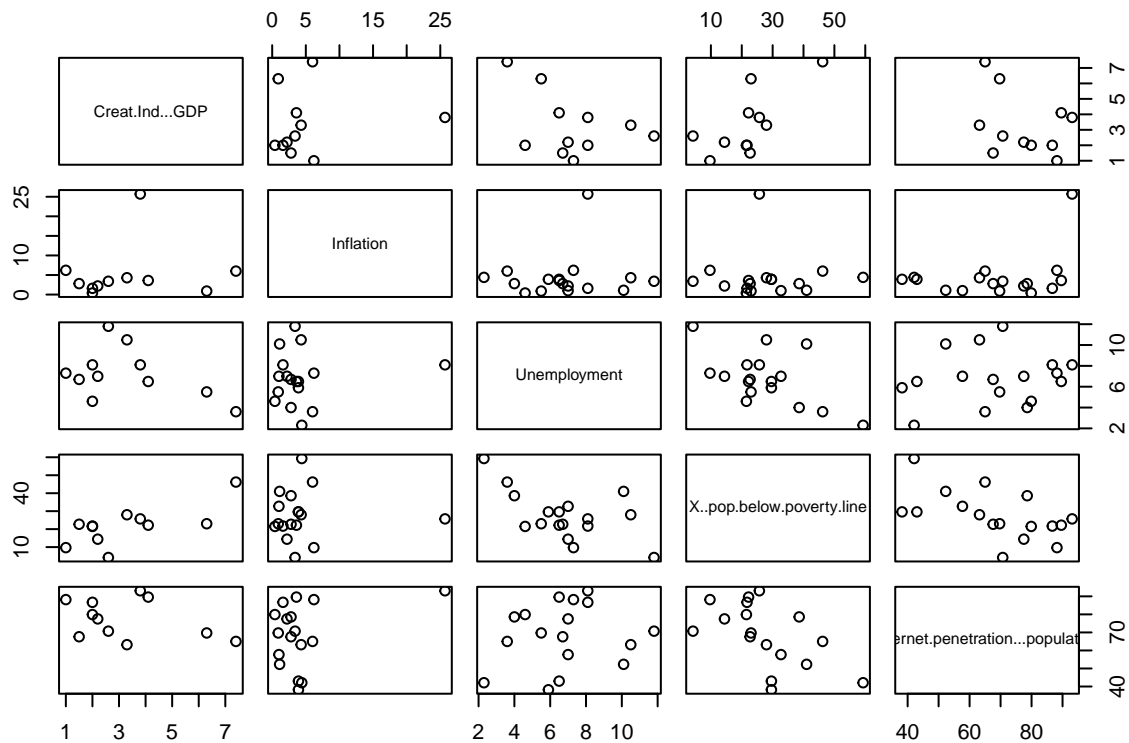 0 5 15 25
10 30 50
Creat.Ind...GDP
1 3 5 7
0 10 25
Inflation
Unemployment
2 6 10
10 40
X..pop.below.poverty.line
ernet.penetration...populat
40 70
1 3 5 7
2 4 6 8 10
40 60 80